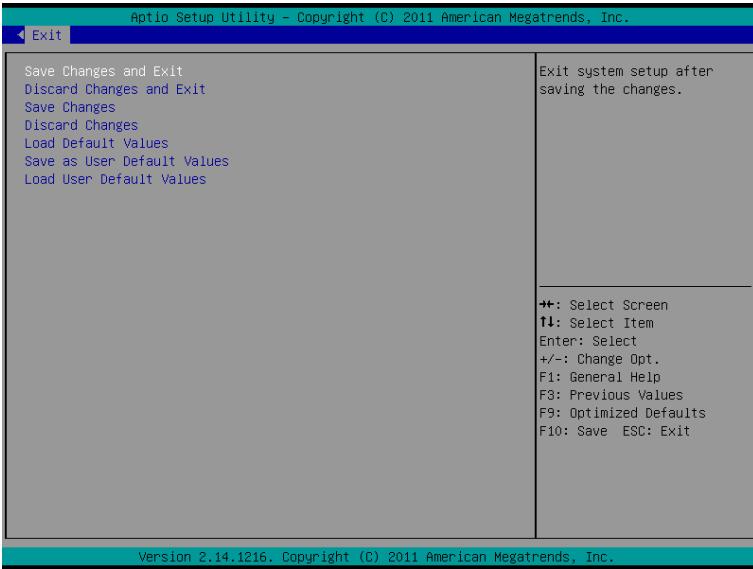 Aptio Setup Utility – Copyright (C) 2011 American Megatrends, Inc.
Exit
Save Changes and Exit
Discard Changes and Exit
Save Changes
Discard Changes
Load Default Values
Save as User Default Values
Load User Default Values
Exit system setup after
saving the changes.
→←: Select Screen
↑↓: Select Item
Enter: Select
+/-: Change Opt.
F1: General Help
F3: Previous Values
F9: Optimized Defaults
F10: Save  ESC: Exit
Version 2.14.1216. Copyright (C) 2011 American Megatrends, Inc.